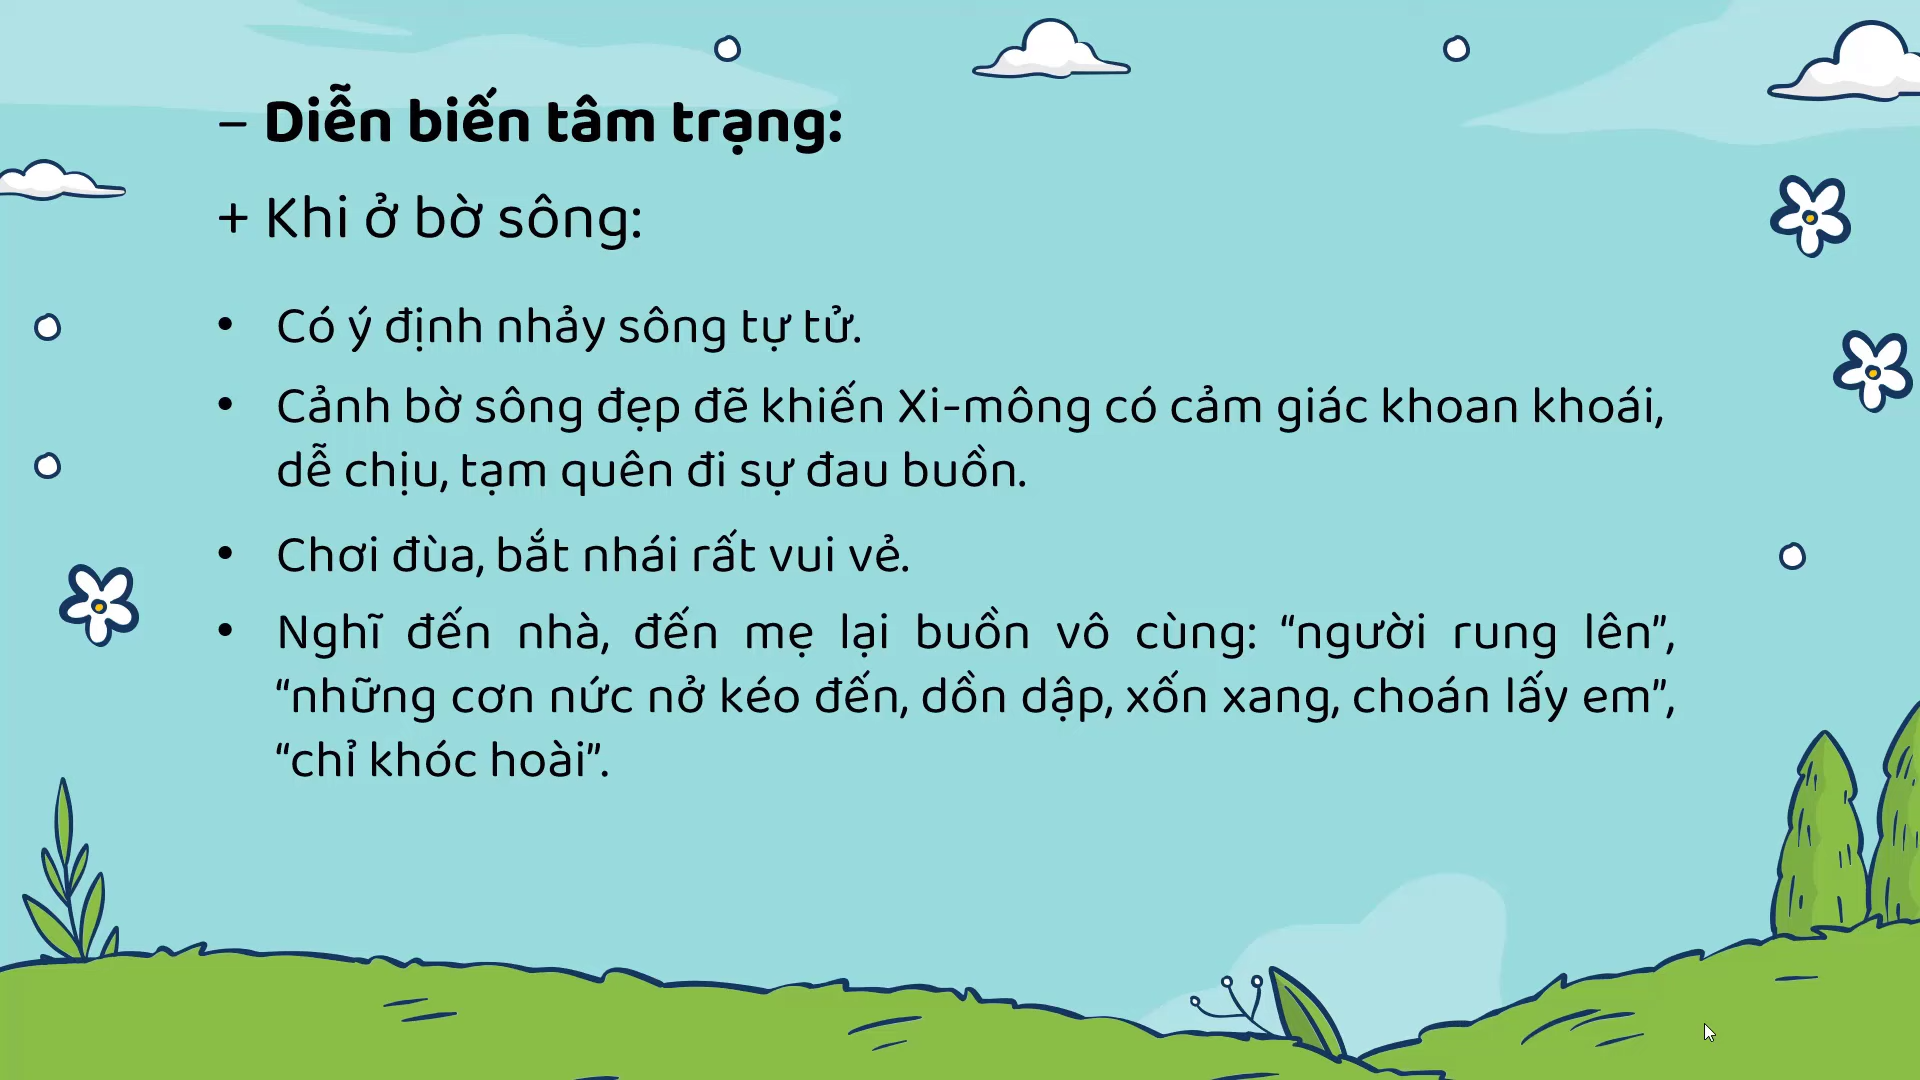 – Diễn biến tâm trạng:
+ Khi ở bờ sông:
• Có ý định nhảy sông tự tử.
• Cảnh bờ sông đẹp đẽ khiến Xi-mông có cảm giác khoan khoái,
dễ chịu, tạm quên đi sự đau buồn.
• Chơi đùa, bắt nhái rất vui vẻ.
• Nghĩ đến nhà, đến mẹ lại buồn vô cùng: “người rung lên”,
“những cơn nức nở kéo đến, dồn dập, xốn xang, choán lấy em”,
“chỉ khóc hoài”.